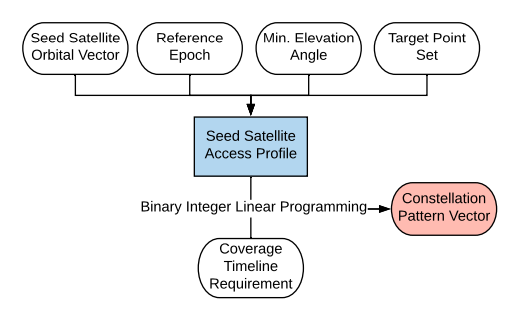 Seed Satellite
Orbital Vector
Reference
Epoch
Min. Elevation
Angle
Target Point
Set
Seed Satellite
Access Profile
Binary Integer Linear Programming
Constellation
Pattern Vector
Coverage
Timeline
Requirement